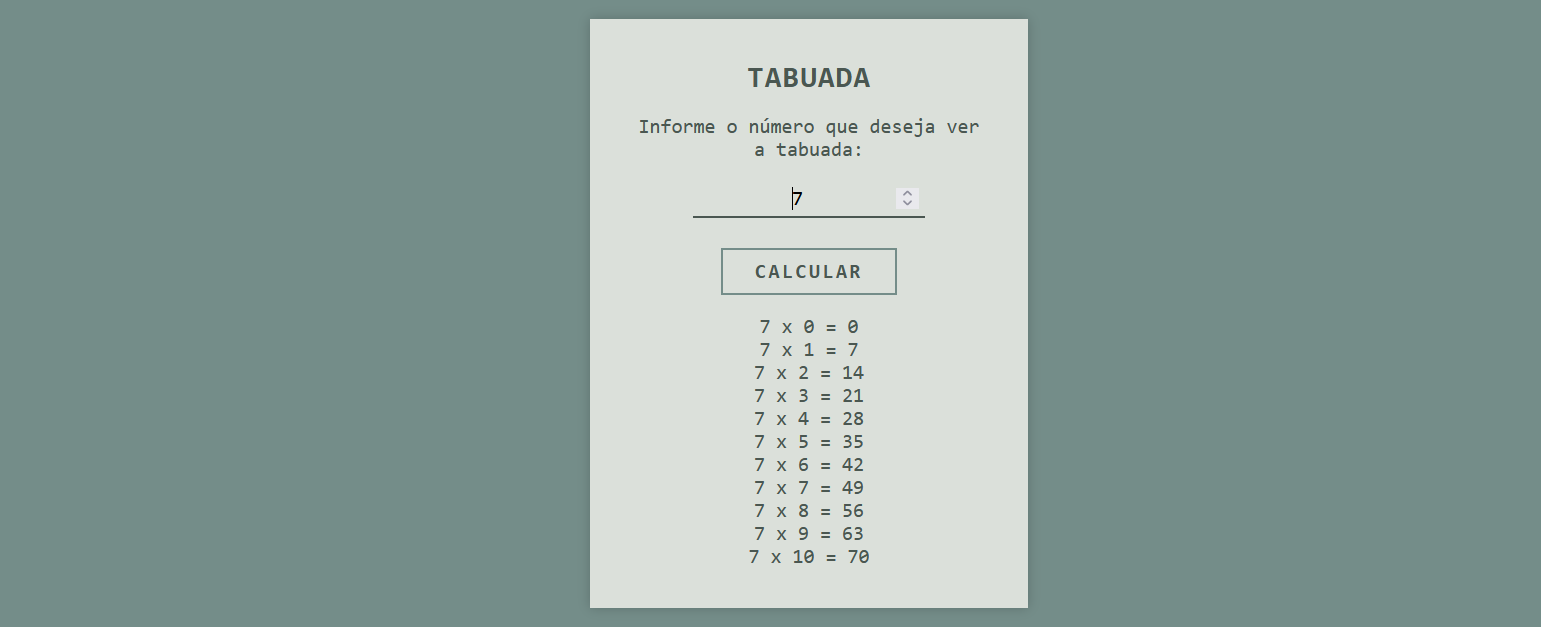 TABUADA
Informe o número que deseja ver
a tabuada:
7
CALCULAR
7 x 0 = 0
7 x 1 = 7
7 x 2 = 14
7 x 3 = 21
7 x 4 = 28
7 x 5 = 35
7 x 6 = 42
7 x 7 = 49
7 x 8 = 56
7 x 9 = 63
7 x 10 = 70